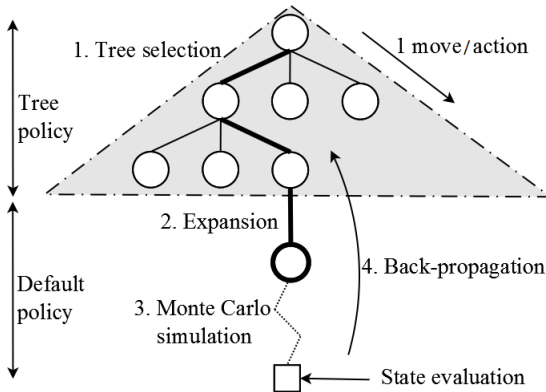 1. Tree selection
1 move/action
Tree
policy
2. Expansion
Default
policy
3. Monte Carlo
simulation
4. Back-propagation
State evaluation